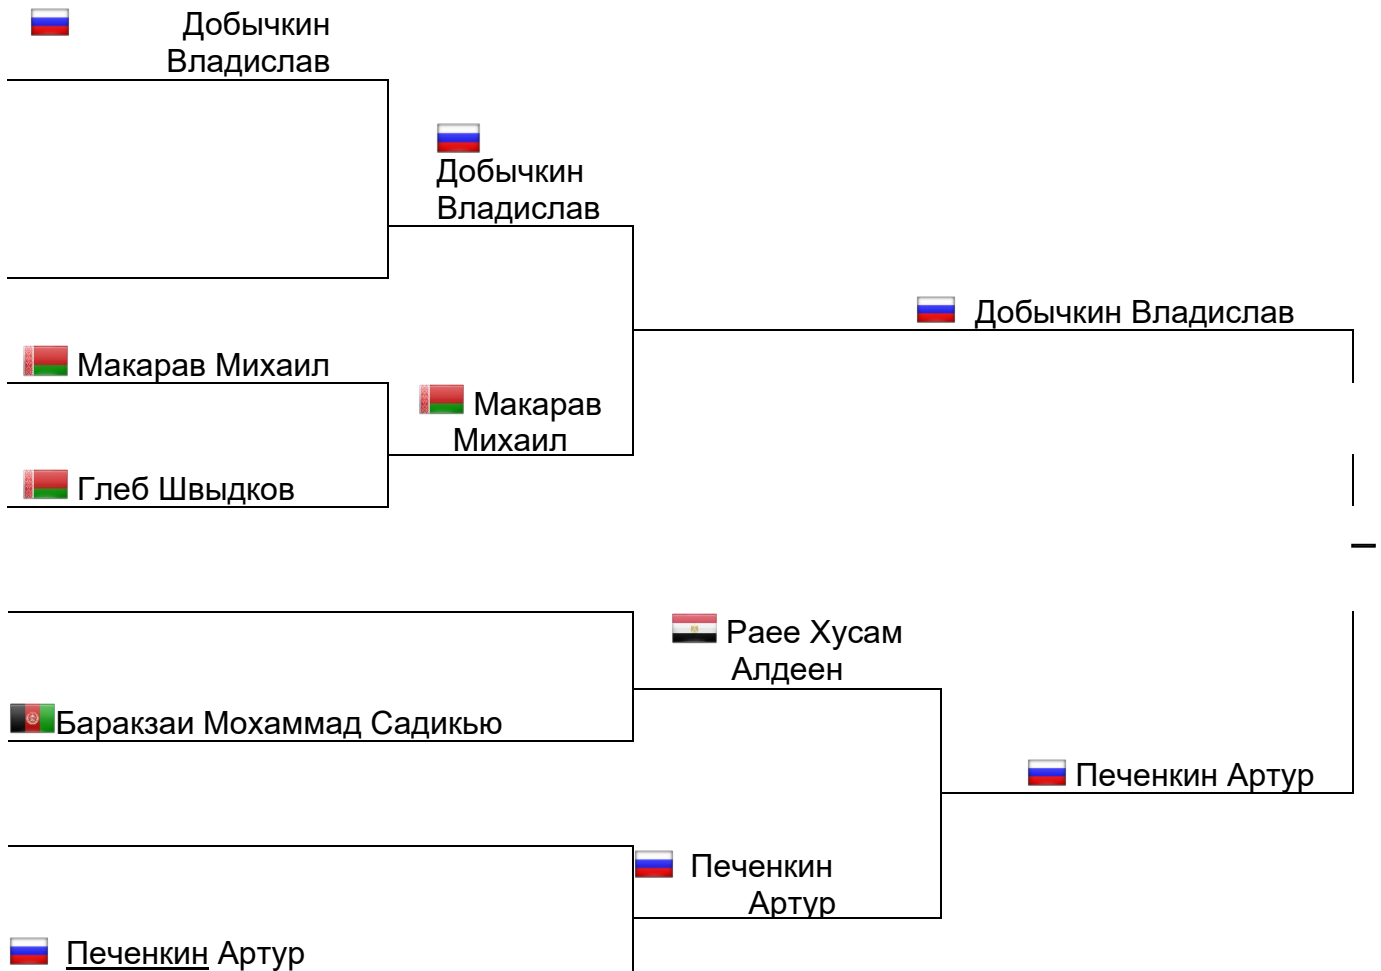 Добычкин
Владислав
Добычкин
Владислав
Добычкин Владислав
Макарав Михаил
Макарав
Михаил
Глеб Швыдков
Раее Хусам
Алдеен
Баракзаи Мохаммад Садикью
Печенкин Артур
Печенкин
Артур
Печенкин Артур